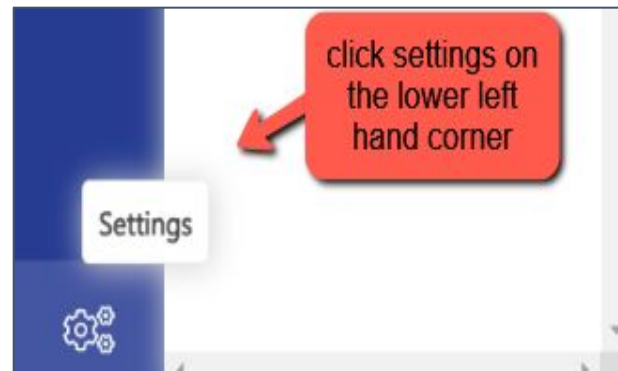 click settings on
the lower left
hand corner
Settings